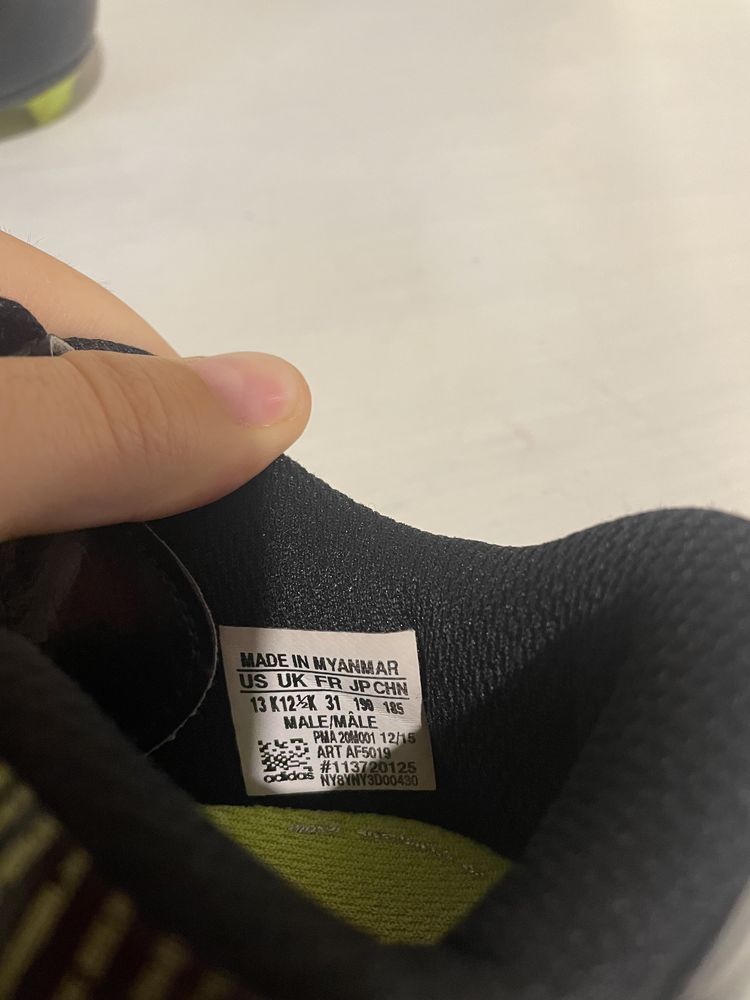 MADE IN MYANMAR
US UK FR JP CHN
13 K 12½K 31 190 185
MALE/MÂLE
PMA 20M001 12/15
ART AF5019
#113720125
adidas NY8YNY3D00430